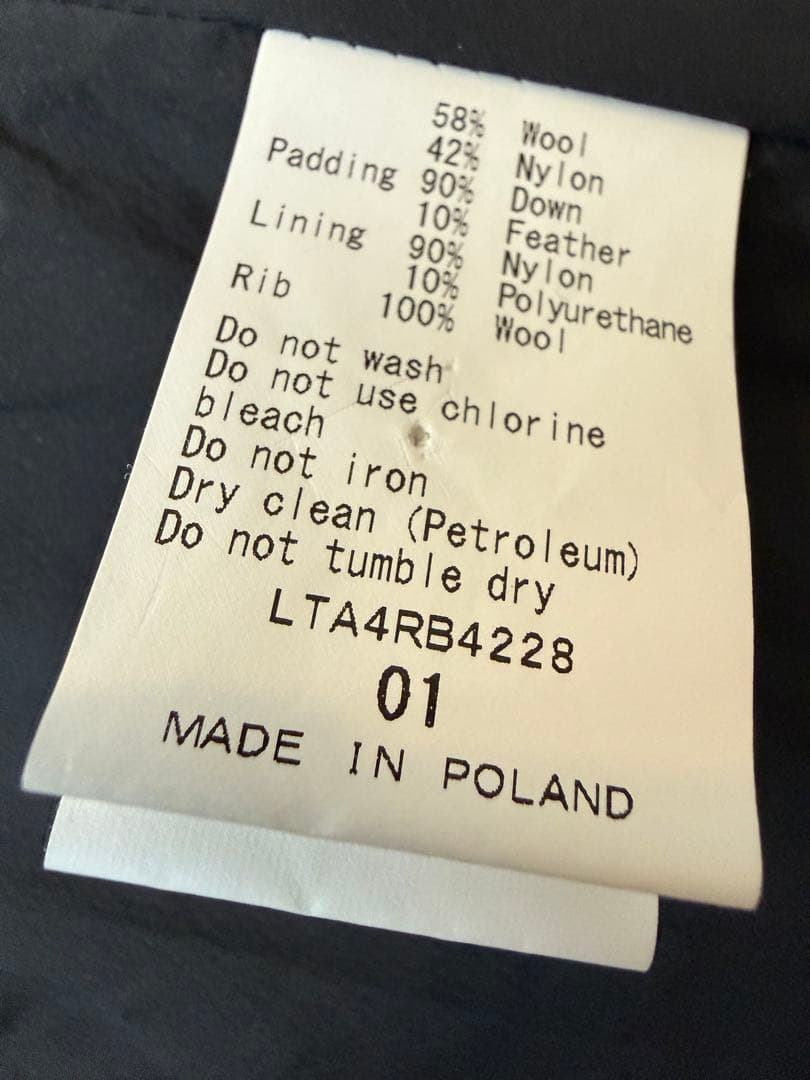 58% Wool
42% Nylon
Padding 90% Down
10% Feather
Lining 90% Nylon
10% Polyurethane
Rib 100% Wool
Do not wash
Do not use chlorine
bleach
Do not iron
Dry clean (Petroleum)
Do not tumble dry
LTA4RB4228
01
MADE IN POLAND